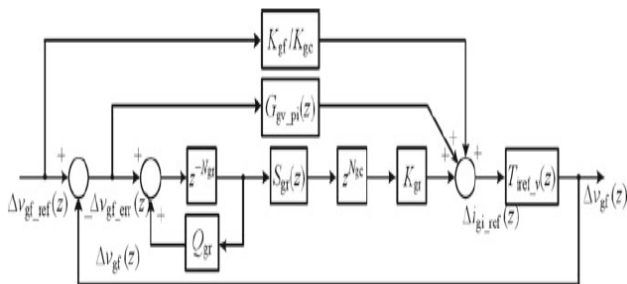 K_gf/K_gc
G_gv_pi(z)
+
+
+
+
z^-N_gr
S_gr(z)
z^N_gc
K_gr
+
T_iref_v(z)
Δv_gf_ref(z)
-
Δv_gf_err(z)
+
Q_gr
Δi_gi_ref(z)
Δv_gf(z)
Δv_gf(z)